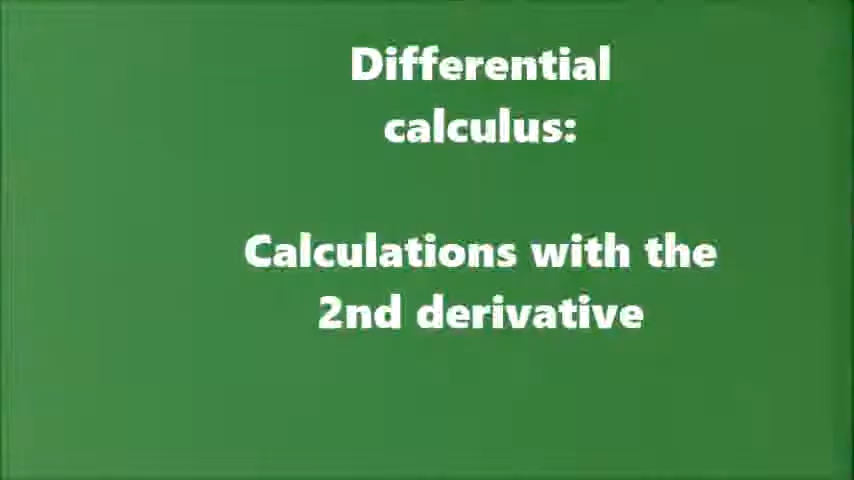 Differential
calculus:
Calculations with the
2nd derivative